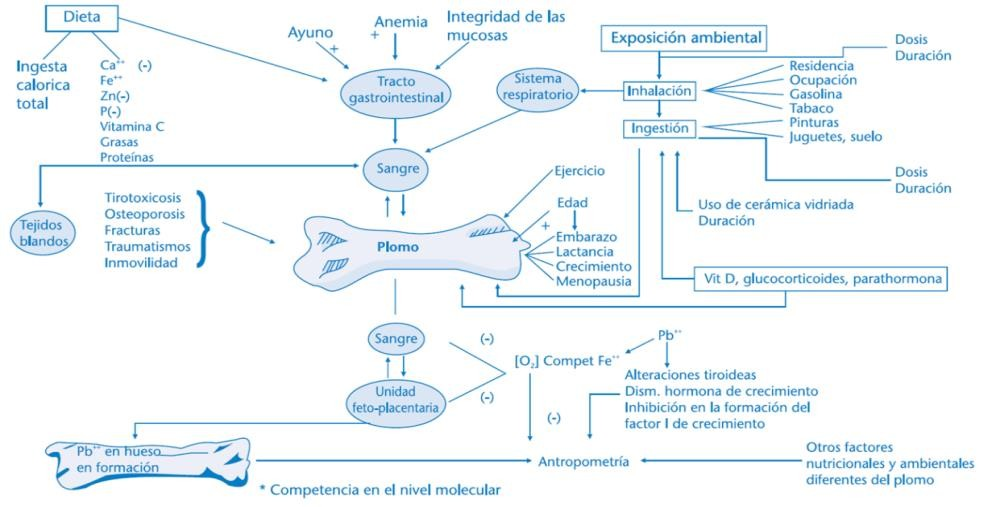 Dieta
Ingesta
calorica
total
Ca++ (-)
Fe++
Zn(-)
P(-)
Vitamina C
Grasas
Proteínas
Ayuno
+
Anemia
+
Integridad de las
mucosas
Tracto
gastrointestinal
Sistema
respiratorio
Exposición ambiental
Dosis
Duración
Inhalación
Residencia
Ocupación
Gasolina
Tabaco
Ingestión
Pinturas
Juguetes, suelo
Dosis
Duración
Sangre
Tejidos
blandos
Tirotoxicosis
Osteoporosis
Fracturas
Traumatismos
Inmovilidad
Plomo
Ejercicio
Edad
+
Embarazo
Lactancia
Crecimiento
Menopausia
Uso de cerámica vidriada
Duración
Vit D, glucocorticoides, parathormona
Sangre
(-)
Unidad
feto-placentaria
(-)
[O2] Compet Fe++
Pb++
Alteraciones tiroideas
Dism. hormona de crecimiento
Inhibición en la formación del
factor I de crecimiento
(-)
Pb++ en hueso
en formación
Antropometría
Otros factores
nutricionales y ambientales
diferentes del plomo
* Competencia en el nivel molecular